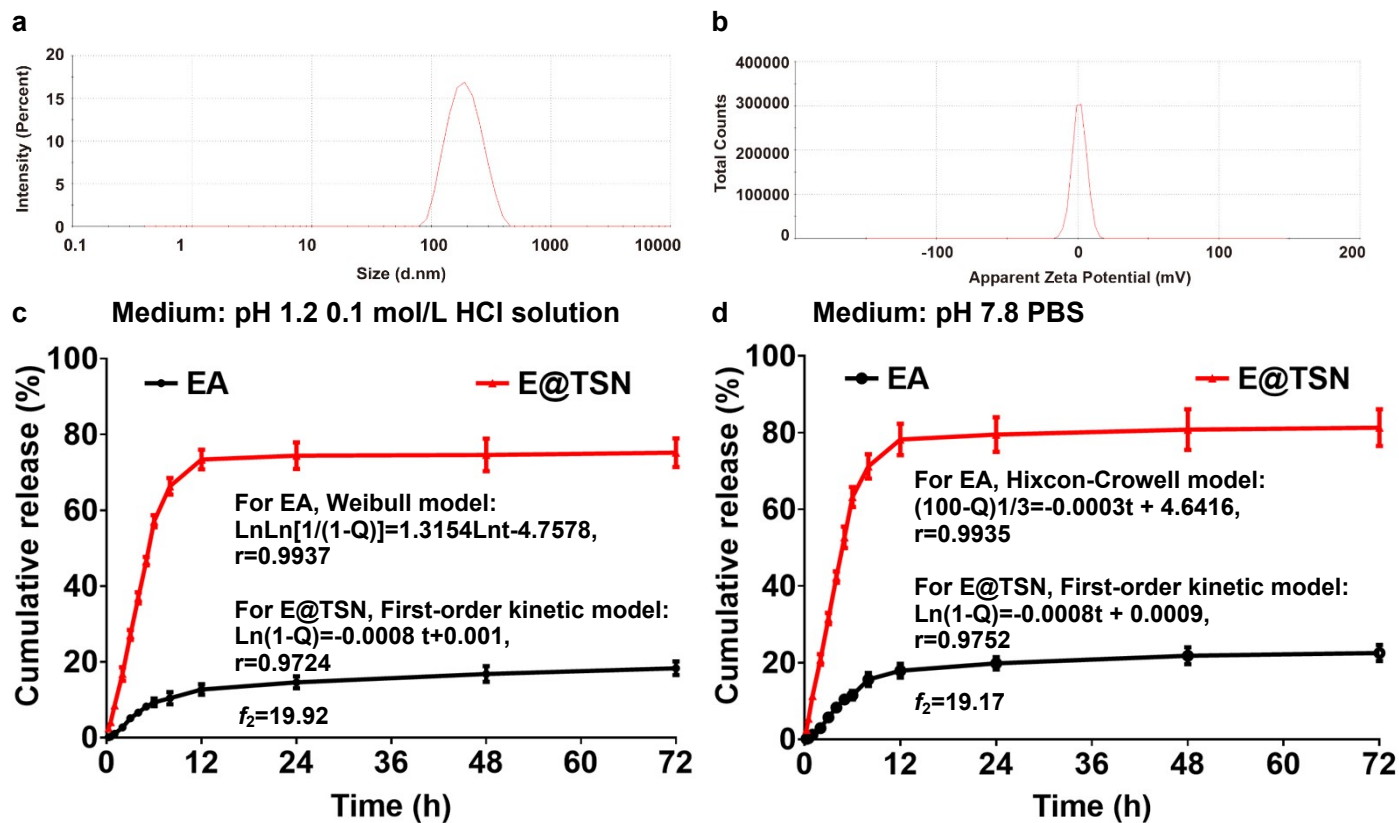 a
20
15
10
5
0
Intensity (Percent)
0.1
1
10
100
1000
10000
Size (d.nm)
b
400000
300000
200000
100000
0
Total Counts
-100
0
100
200
Apparent Zeta Potential (mV)
c
Medium: pH 1.2 0.1 mol/L HCl solution
100
80
60
40
20
0
Cumulative release (%)
EA
E@TSN
For EA, Weibull model:
LnLn[1/(1-Q)]=1.3154Lnt-4.7578,
r=0.9937
For E@TSN, First-order kinetic model:
Ln(1-Q)=-0.0008 t+0.001,
r=0.9724
f2=19.92
0
12
24
36
48
60
72
Time (h)
d
Medium: pH 7.8 PBS
100
80
60
40
20
0
Cumulative release (%)
EA
E@TSN
For EA, Hixcon-Crowell model:
(100-Q)1/3=-0.0003t + 4.6416,
r=0.9935
For E@TSN, First-order kinetic model:
Ln(1-Q)=-0.0008t + 0.0009,
r=0.9752
f2=19.17
0
12
24
36
48
60
72
Time (h)